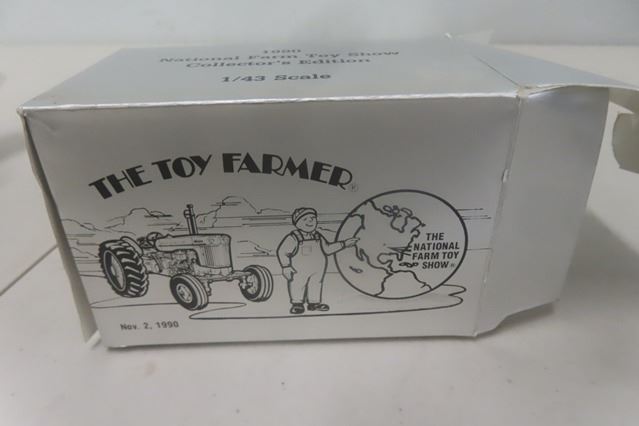 1990
National Farm Toy Show
Collector's Edition
1/43 Scale
THE TOY FARMER®
THE
NATIONAL
FARM TOY
SHOW®
Nov. 2, 1990